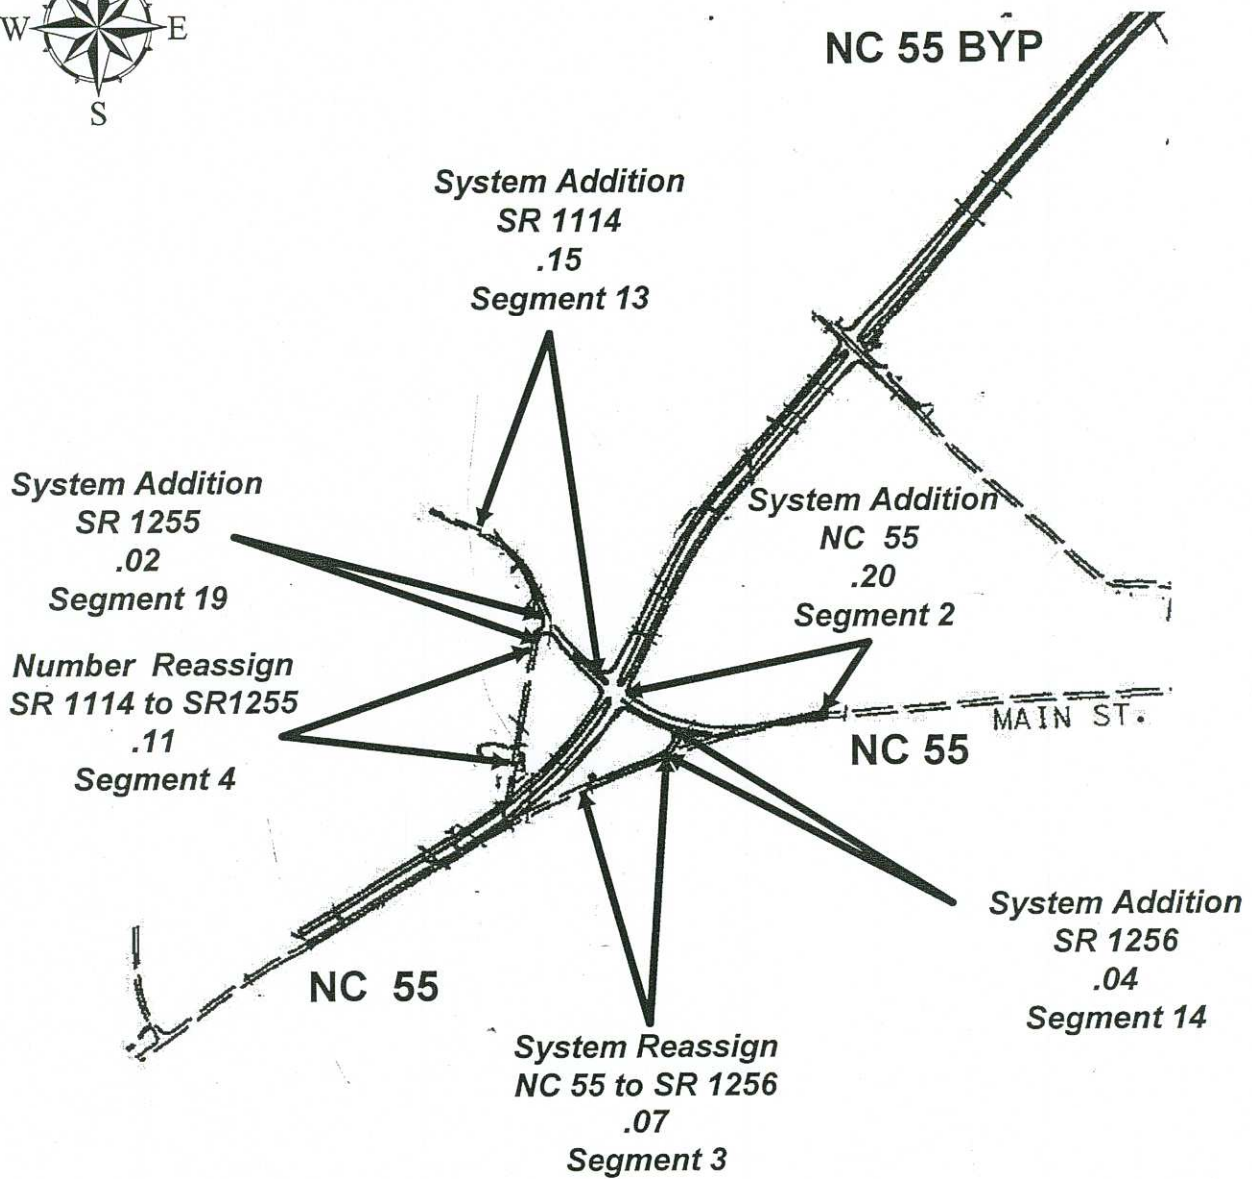 W
E
S
NC 55 BYP
System Addition
SR 1114
.15
Segment 13
System Addition
SR 1255
.02
Segment 19
System Addition
NC 55
.20
Segment 2
Number Reassign
SR 1114 to SR1255
.11
Segment 4
MAIN ST.
NC 55
System Addition
SR 1256
.04
Segment 14
NC 55
System Reassign
NC 55 to SR 1256
.07
Segment 3